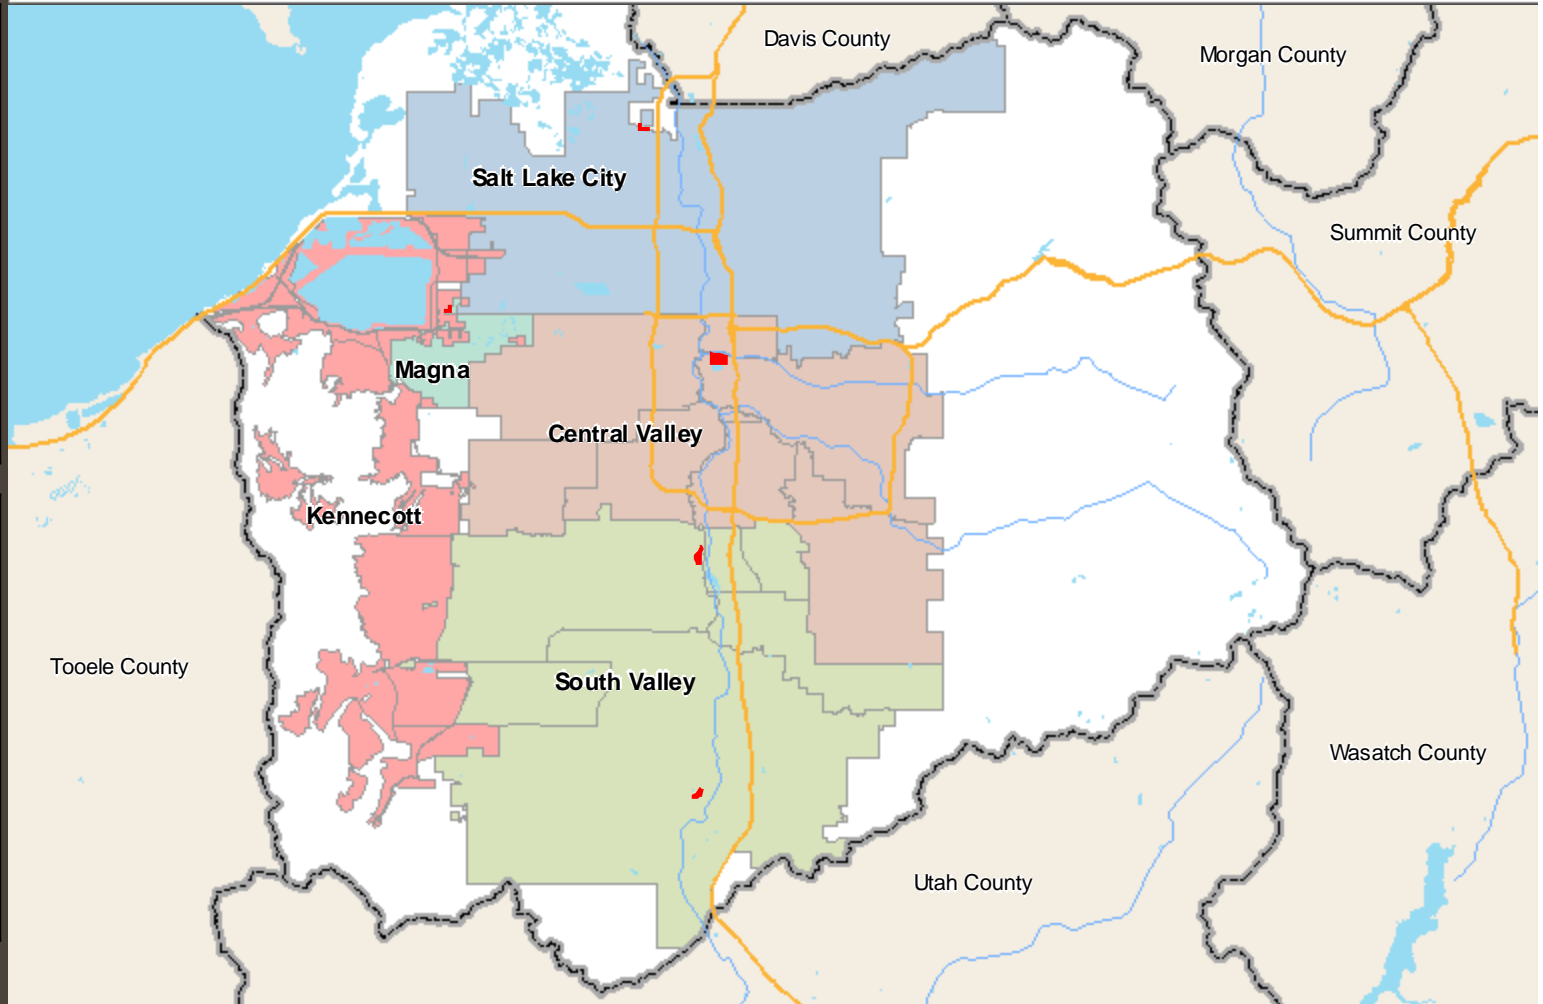 Davis County
Morgan County
Salt Lake City
Summit County
Magna
Central Valley
Kennecott
Tooele County
South Valley
Wasatch County
Utah County